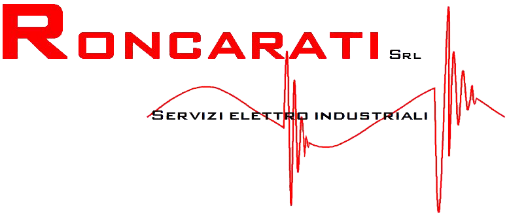 RONCARATI SRL
SERVIZI ELETTRO INDUSTRIALI